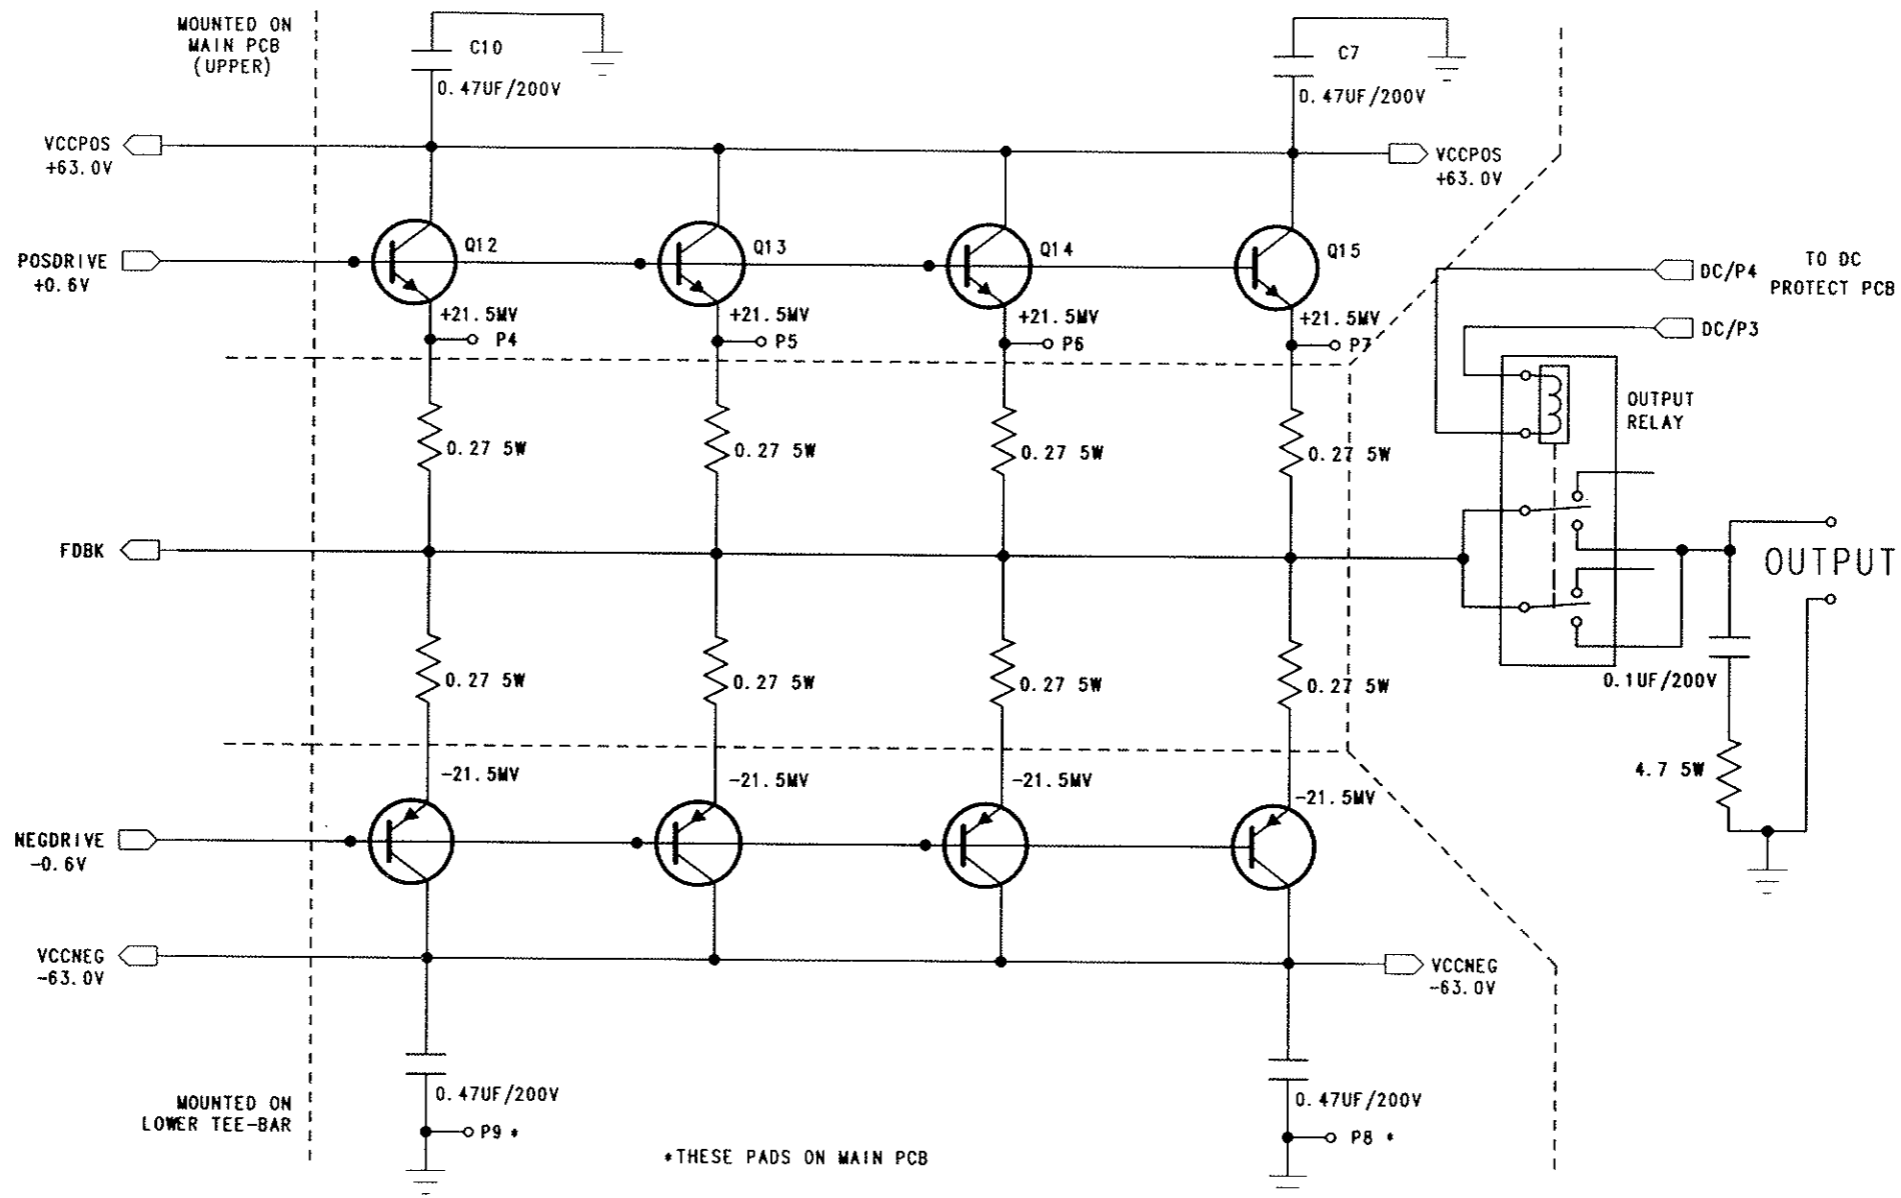 MOUNTED ON
MAIN PCB
(UPPER)
C10
0.47UF/200V
C7
0.47UF/200V
VCCPOS
+63.0V
VCCPOS
+63.0V
POSDRIVE
+0.6V
Q12
Q13
Q14
Q15
+21.5MV
P4
+21.5MV
P5
+21.5MV
P6
+21.5MV
P7
DC/P4
TO DC
PROTECT PCB
DC/P3
OUTPUT
RELAY
0.27 5W
0.27 5W
0.27 5W
0.27 5W
FDBK
OUTPUT
0.27 5W
0.27 5W
0.27 5W
0.27 5W
0.1UF/200V
4.7 5W
-21.5MV
-21.5MV
-21.5MV
-21.5MV
NEGDRIVE
-0.6V
VCCNEG
-63.0V
VCCNEG
-63.0V
0.47UF/200V
0.47UF/200V
MOUNTED ON
LOWER TEE-BAR
P9 *
P8 *
*THESE PADS ON MAIN PCB